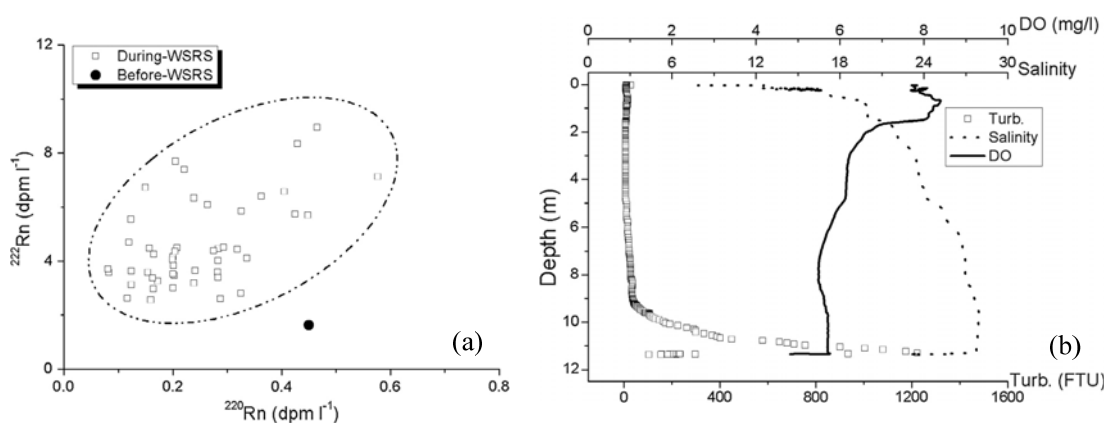 12
8
4
0
0.0 0.2 0.4 0.6 0.8
²²²Rn (dpm l⁻¹)
²²⁰Rn (dpm l⁻¹)
During-WSRS
Before-WSRS
(a)
DO (mg/l)
0 2 4 6 8 10
0 6 12 18 24 30
Salinity
0
2
4
6
8
10
12
Depth (m)
Turb.
Salinity
DO
(b)
Turb. (FTU)
0 400 800 1200 1600